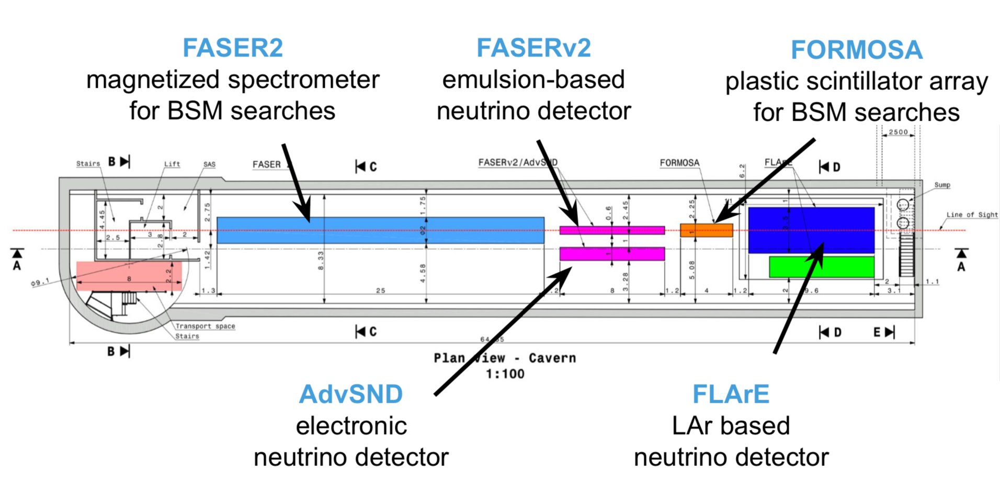 FASER2
magnetized spectrometer
for BSM searches
FASERv2
emulsion-based
neutrino detector
FORMOSA
plastic scintillator array
for BSM searches
2500
Stairs
B
Lift
SAS
FASER
C
FASERν2/AdvSND
FORMOSA
FLArE
D
6.2
Sump
Line of Sight
11
2.75
2
4.45
1.75
0.6
2.45
2.25
1
3.5
Φ2
2.5
3
2.8
2
1
1
1
A
A
1.42
8.33
4.58
3.28
5.08
2.2
8
Φ9.1
1.3
25
8
1.2
4
1.2
2
9.6
2
3.1
1.1
Transport space
Stairs
C
D
E
B
Plan View - Cavern
1:100
AdvSND
electronic
neutrino detector
FLArE
LAr based
neutrino detector